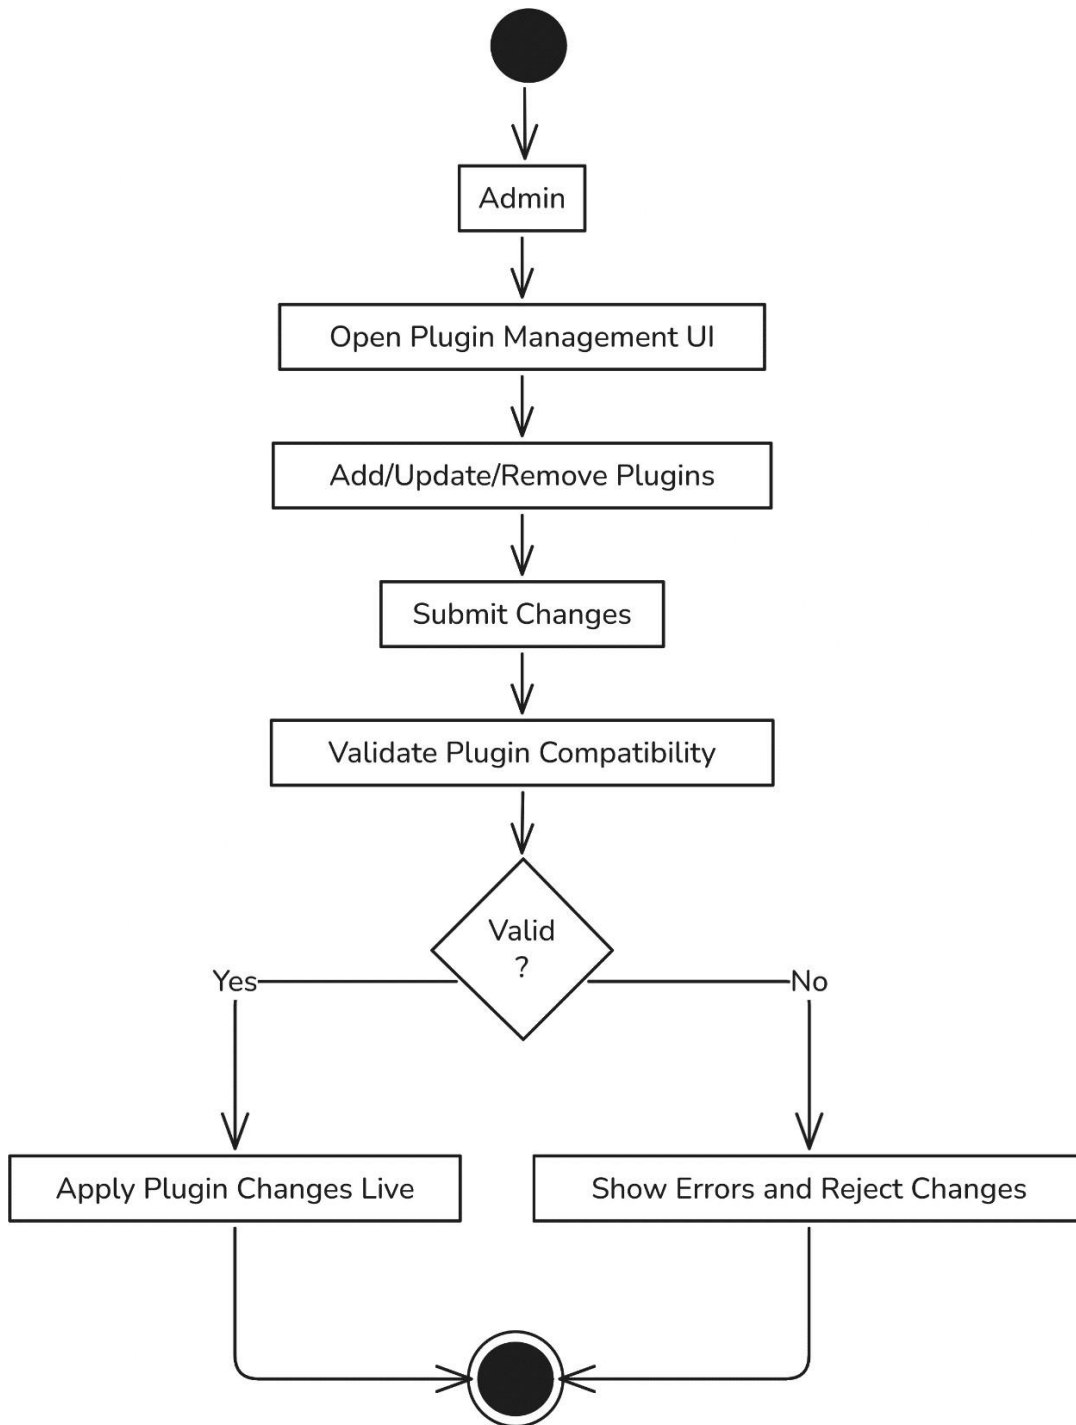 Admin
Open Plugin Management UI
Add/Update/Remove Plugins
Submit Changes
Validate Plugin Compatibility
Valid
?
Yes
No
Apply Plugin Changes Live
Show Errors and Reject Changes